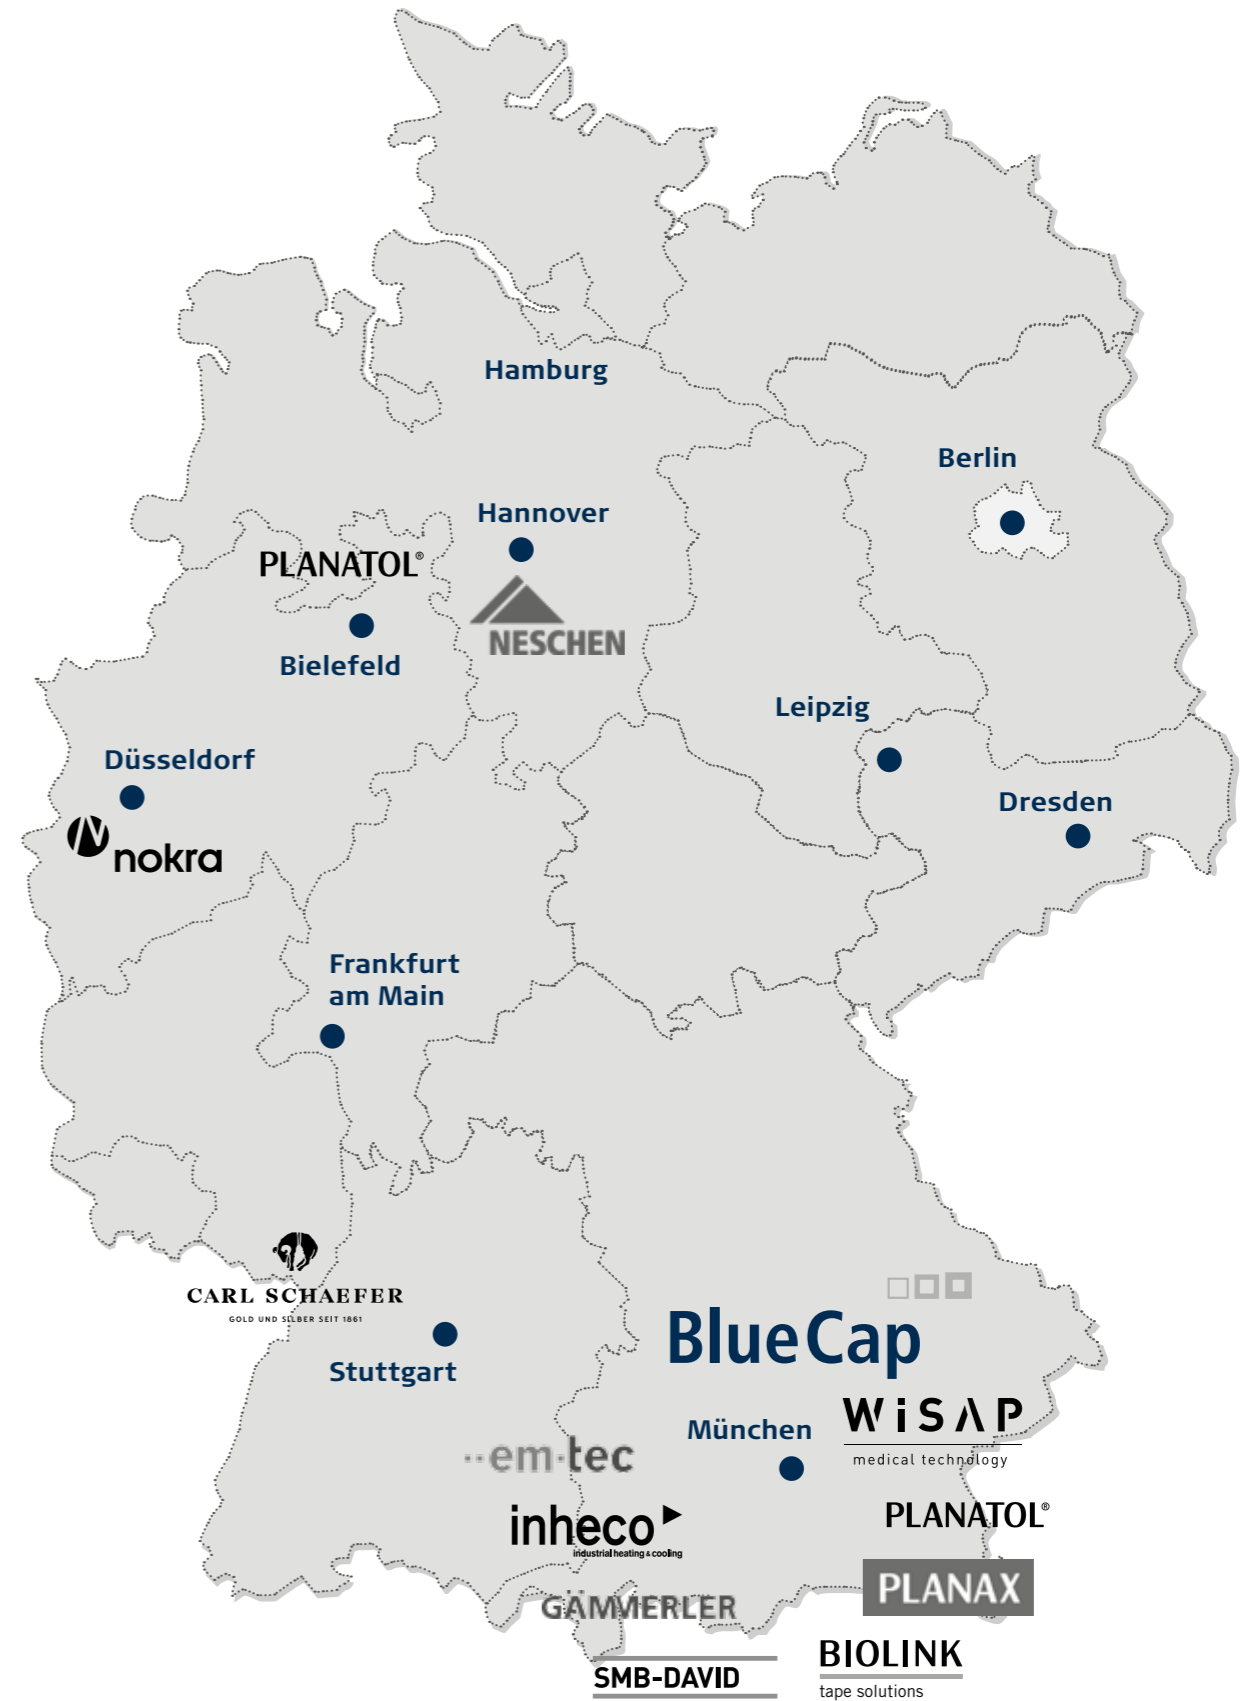 Hamburg
Berlin
Hannover
PLANATOL®
NESCHEN
Bielefeld
Leipzig
Düsseldorf
Dresden
nokra
Frankfurt
am Main
CARL SCHAEFER
GOLD UND SILBER SEIT 1861
Stuttgart
BlueCap
WiSAP
medical technology
München
em·tec
inheco
industrial heating & cooling
PLANATOL®
PLANAX
GÄMMERLER
SMB-DAVID
BIOLINK
tape solutions